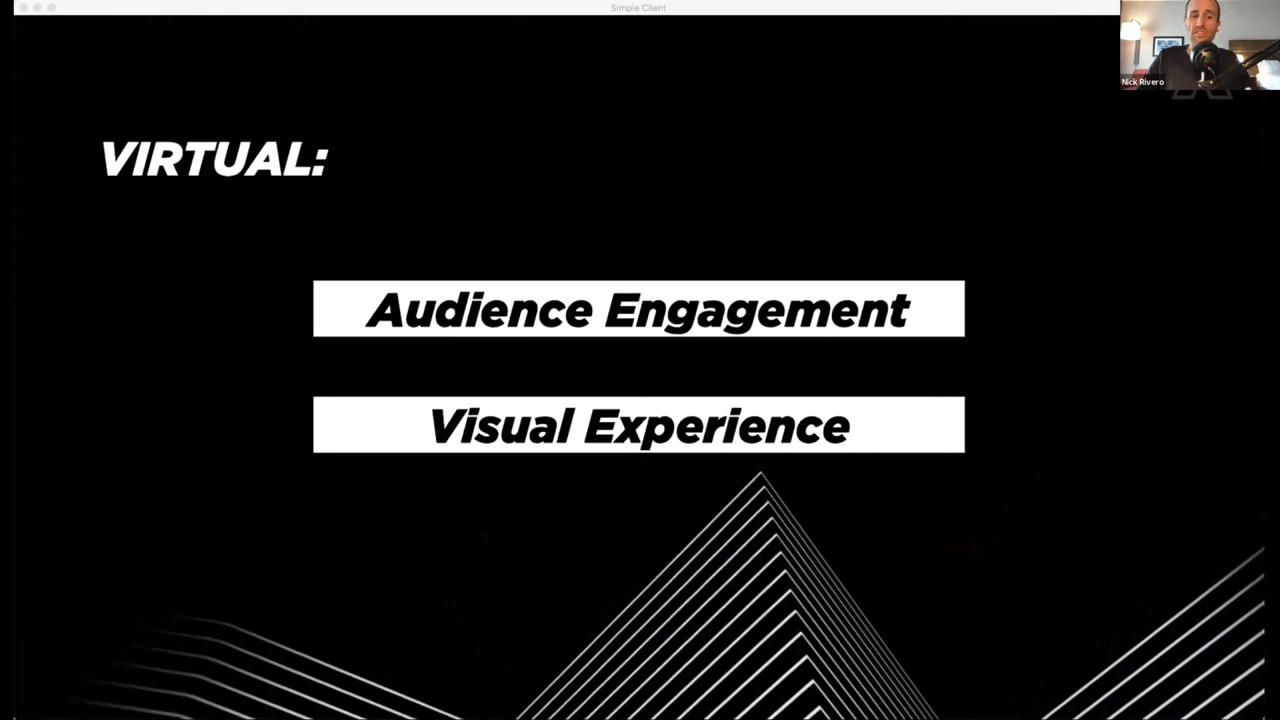 Simple Client
Nick Rivero
VIRTUAL:
Audience Engagement
Visual Experience